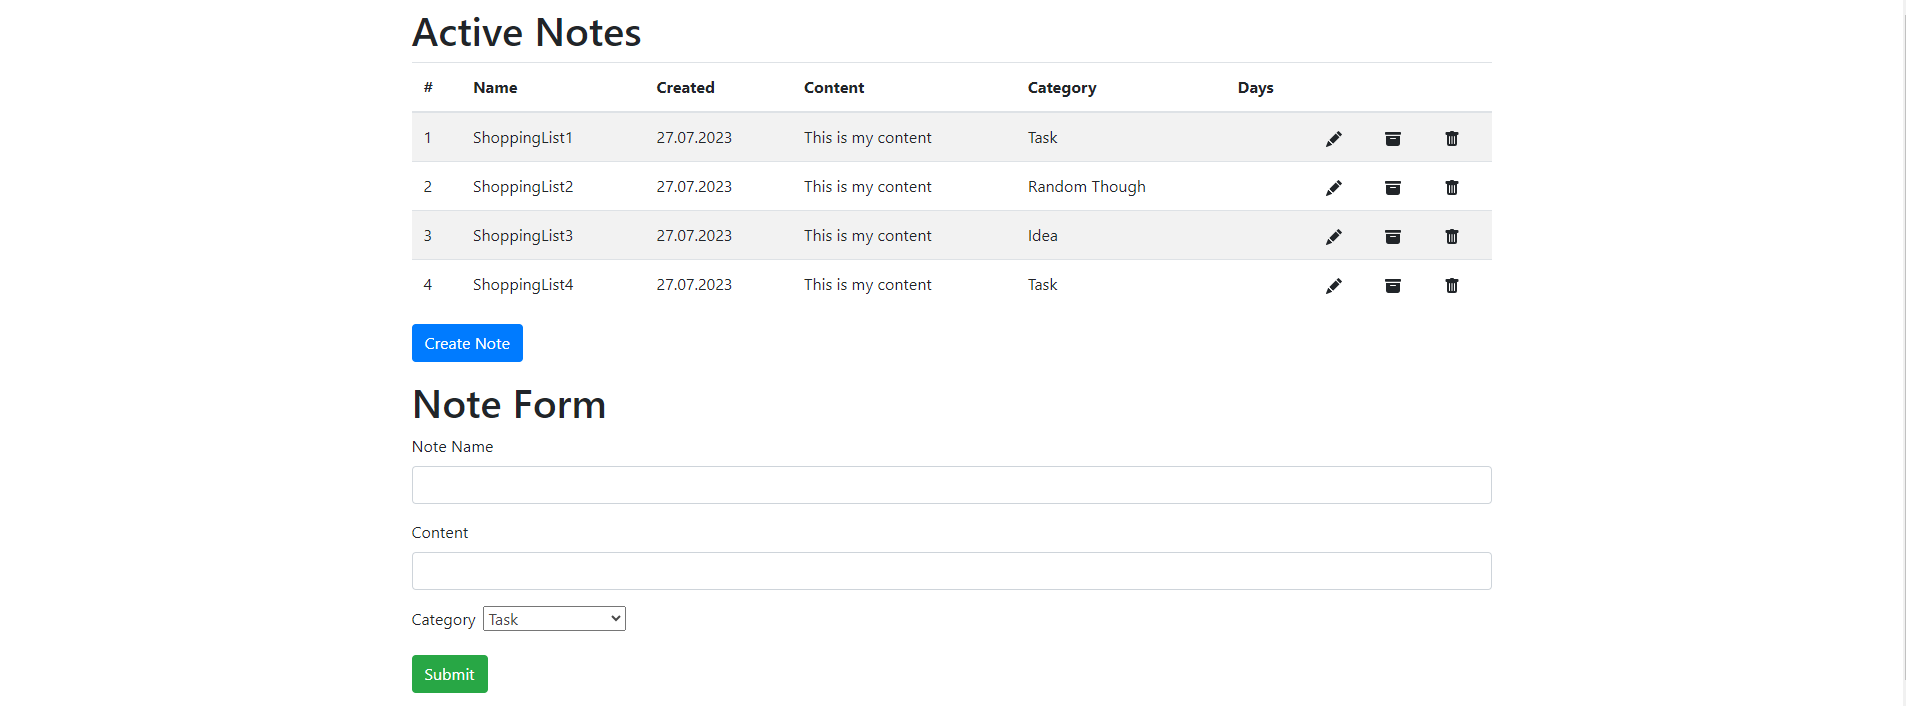 Active Notes
# Name Created Content Category Days
1 ShoppingList1 27.07.2023 This is my content Task
2 ShoppingList2 27.07.2023 This is my content Random Though
3 ShoppingList3 27.07.2023 This is my content Idea
4 ShoppingList4 27.07.2023 This is my content Task
Create Note
Note Form
Note Name
Content
Category Task
Submit